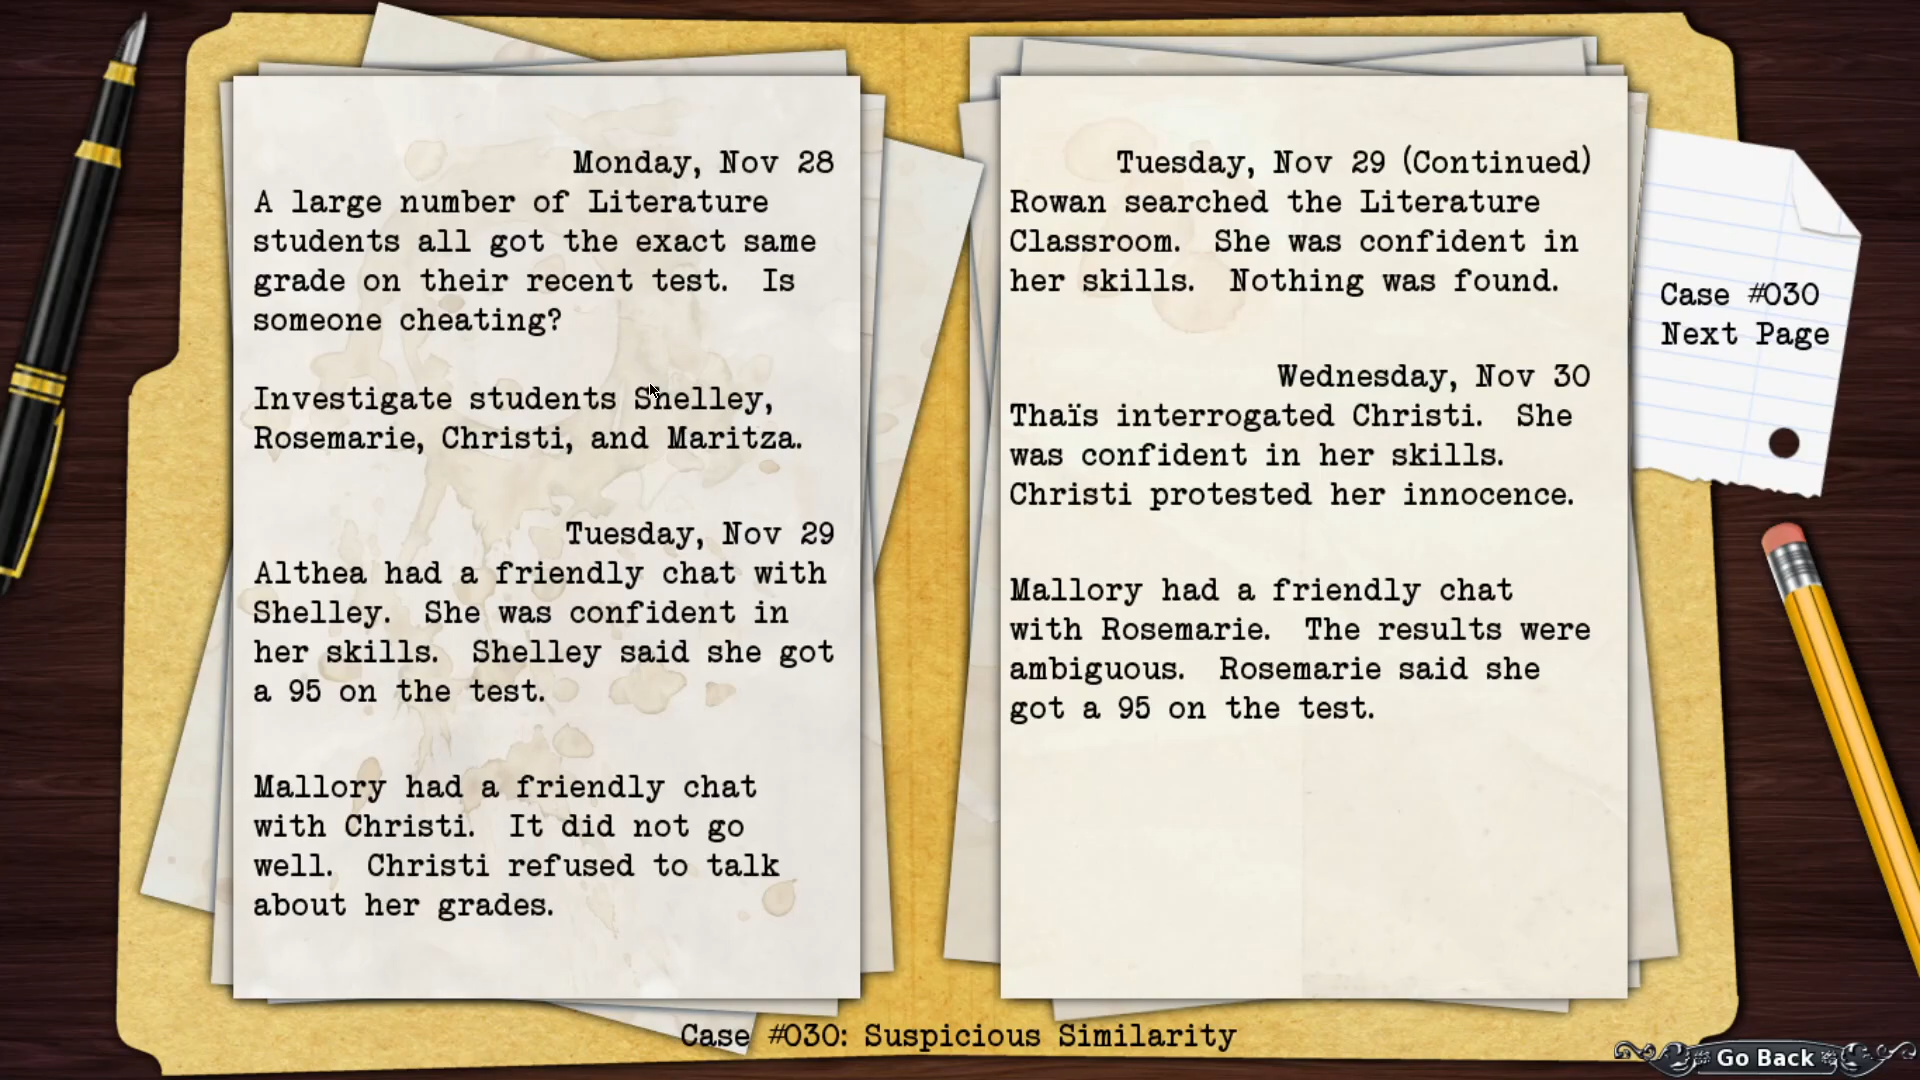 Monday, Nov 28
A large number of Literature
students all got the exact same
grade on their recent test.  Is
someone cheating?
Investigate students Shelley,
Rosemarie, Christi, and Maritza.
Tuesday, Nov 29
Althea had a friendly chat with
Shelley.  She was confident in
her skills.  Shelley said she got
a 95 on the test.
Mallory had a friendly chat
with Christi.  It did not go
well.  Christi refused to talk
about her grades.
Tuesday, Nov 29 (Continued)
Rowan searched the Literature
Classroom.  She was confident in
her skills.  Nothing was found.
Wednesday, Nov 30
Thaïs interrogated Christi.  She
was confident in her skills.
Christi protested her innocence.
Mallory had a friendly chat
with Rosemarie.  The results were
ambiguous.  Rosemarie said she
got a 95 on the test.
Case #030
Next Page
Case #030: Suspicious Similarity
Go Back